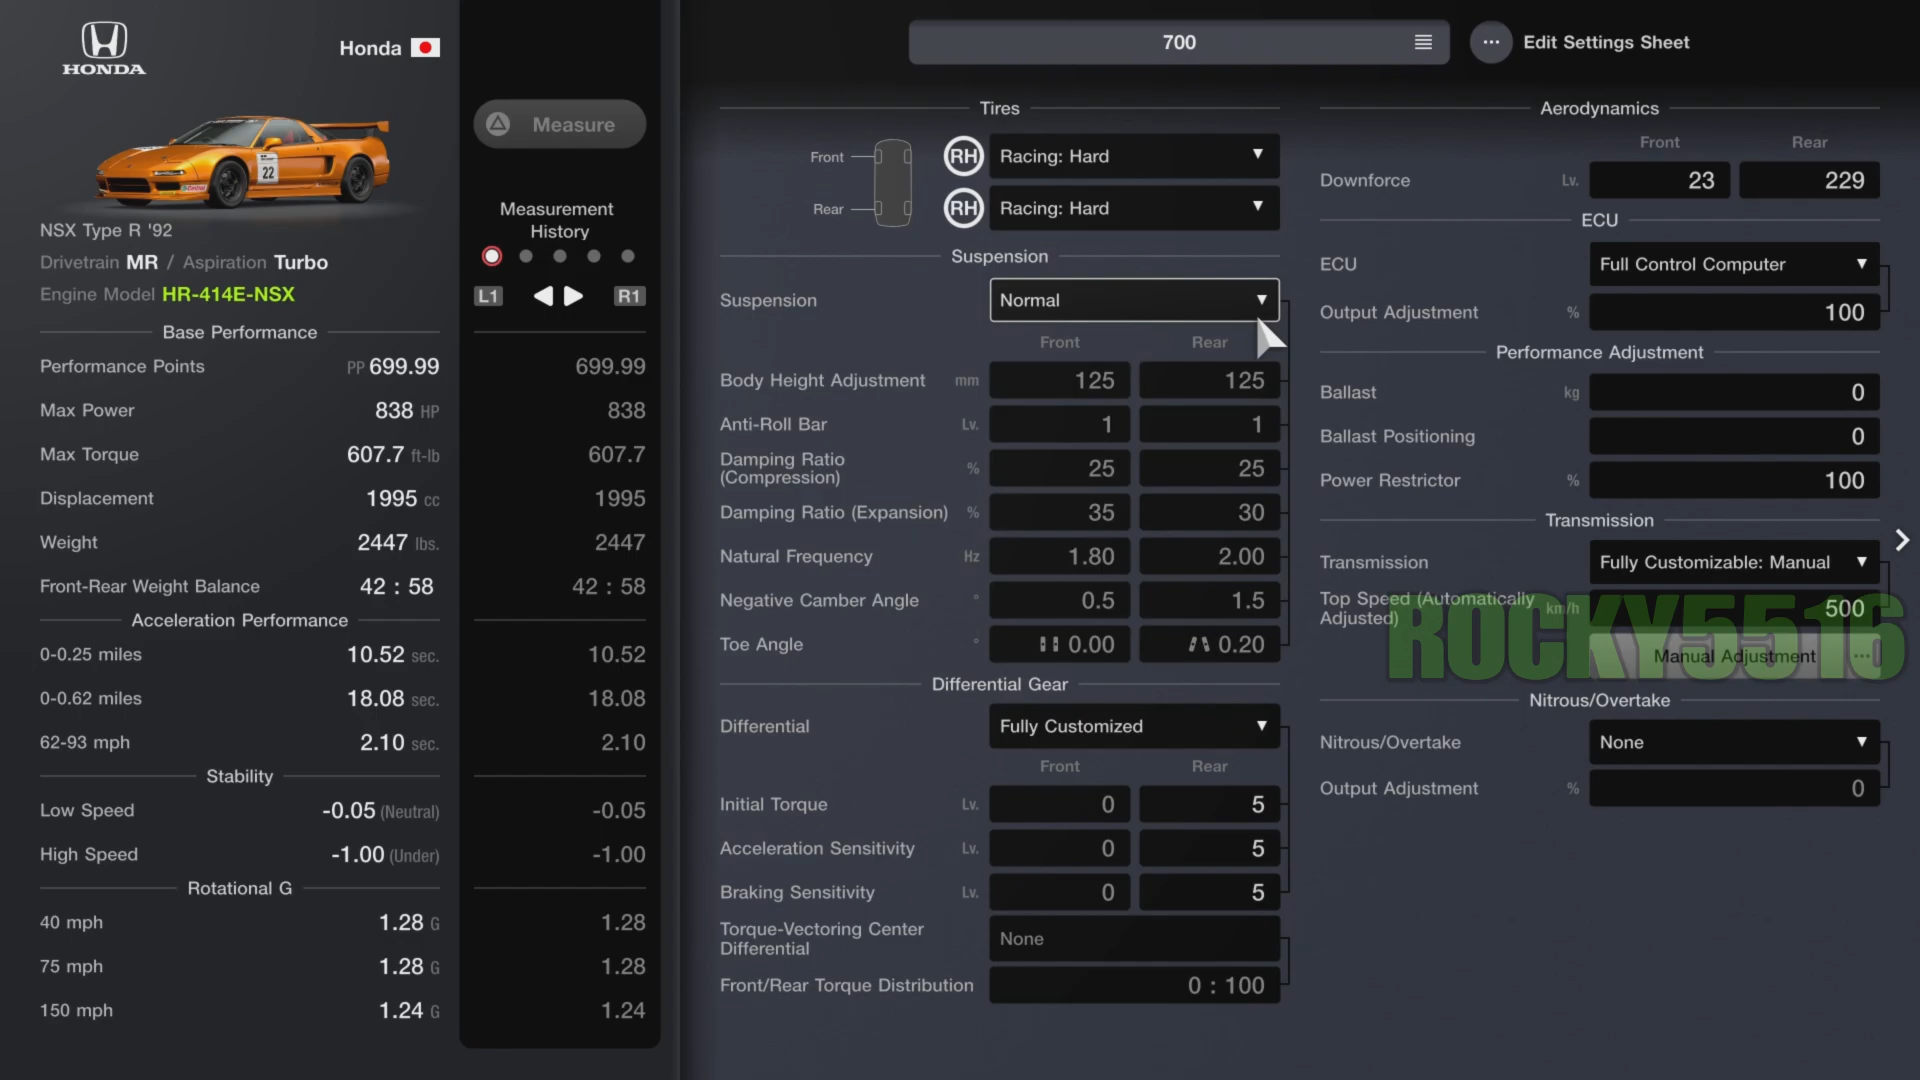 HONDA
Honda
22
NSX Type R '92
Drivetrain MR / Aspiration Turbo
Engine Model HR-414E-NSX
Base Performance
Performance Points PP 699.99
Max Power 838 HP
Max Torque 607.7 ft-lb
Displacement 1995 cc
Weight 2447 lbs.
Front-Rear Weight Balance 42 : 58
Acceleration Performance
0-0.25 miles 10.52 sec.
0-0.62 miles 18.08 sec.
62-93 mph 2.10 sec.
Stability
Low Speed -0.05 (Neutral)
High Speed -1.00 (Under)
Rotational G
40 mph 1.28 G
75 mph 1.28 G
150 mph 1.24 G
Measure
Measurement
History
L1 R1
699.99
838
607.7
1995
2447
42 : 58
10.52
18.08
2.10
-0.05
-1.00
1.28
1.28
1.24
700
Edit Settings Sheet
Tires
Front RH Racing: Hard
Rear RH Racing: Hard
Suspension
Suspension Normal
Front Rear
Body Height Adjustment mm 125 125
Anti-Roll Bar Lv. 1 1
Damping Ratio
(Compression) % 25 25
Damping Ratio (Expansion) % 35 30
Natural Frequency Hz 1.80 2.00
Negative Camber Angle ° 0.5 1.5
Toe Angle ° 0.00 0.20
Differential Gear
Differential Fully Customized
Front Rear
Initial Torque Lv. 0 5
Acceleration Sensitivity Lv. 0 5
Braking Sensitivity Lv. 0 5
Torque-Vectoring Center
Differential None
Front/Rear Torque Distribution 0 : 100
Aerodynamics
Front Rear
Downforce Lv. 23 229
ECU
ECU Full Control Computer
Output Adjustment % 100
Performance Adjustment
Ballast kg 0
Ballast Positioning 0
Power Restrictor % 100
Transmission
Transmission Fully Customizable: Manual
Top Speed (Automatically
Adjusted) km/h 500
Manual Adjustment
ROCKY5516
Nitrous/Overtake
Nitrous/Overtake None
Output Adjustment % 0